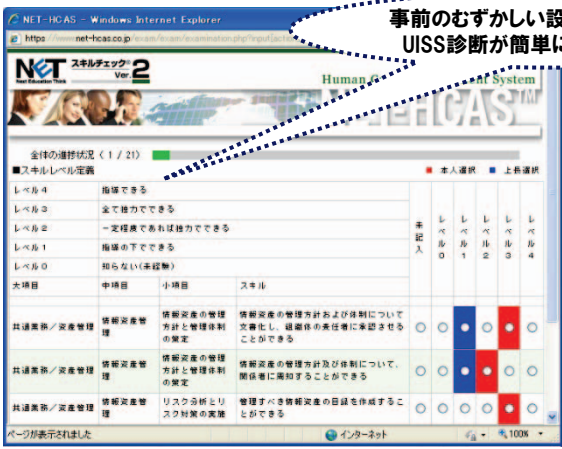 NET-HCAS - Windows Internet Explorer
事前のむずかしい設
UISS診断が簡単に
https
net-hcas.co.jp
NET スキルチェック® Ver.2
Next Education Think
Human
System
NET-HCAS™
全体の進捗状況 (1/21)
■スキルレベル定義
■ 本人選択 ■ 上長選択
レベル4 指導できる
レベル3 全て独力でできる
レベル2 一定程度であれば独力でできる
レベル1 指導の下でできる
レベル0 知らない(未経験)
未記入 レベル0 レベル1 レベル2 レベル3 レベル4
大項目 中項目 小項目 スキル
共通業務/資産管理 情報資産管理 情報資産の管理方針と管理体制の策定 情報資産の管理方針および体制について文書化し、組織体の責任者に承認させることができる
共通業務/資産管理 情報資産管理 情報資産の管理方針と管理体制の策定 情報資産の管理方針及び体制について、関係者に周知することができる
共通業務/資産管理 情報資産管理 リスク分析とリスク対策の実施 管理すべき情報資産の目録を作成することができる
ページが表示されました インターネット 100%